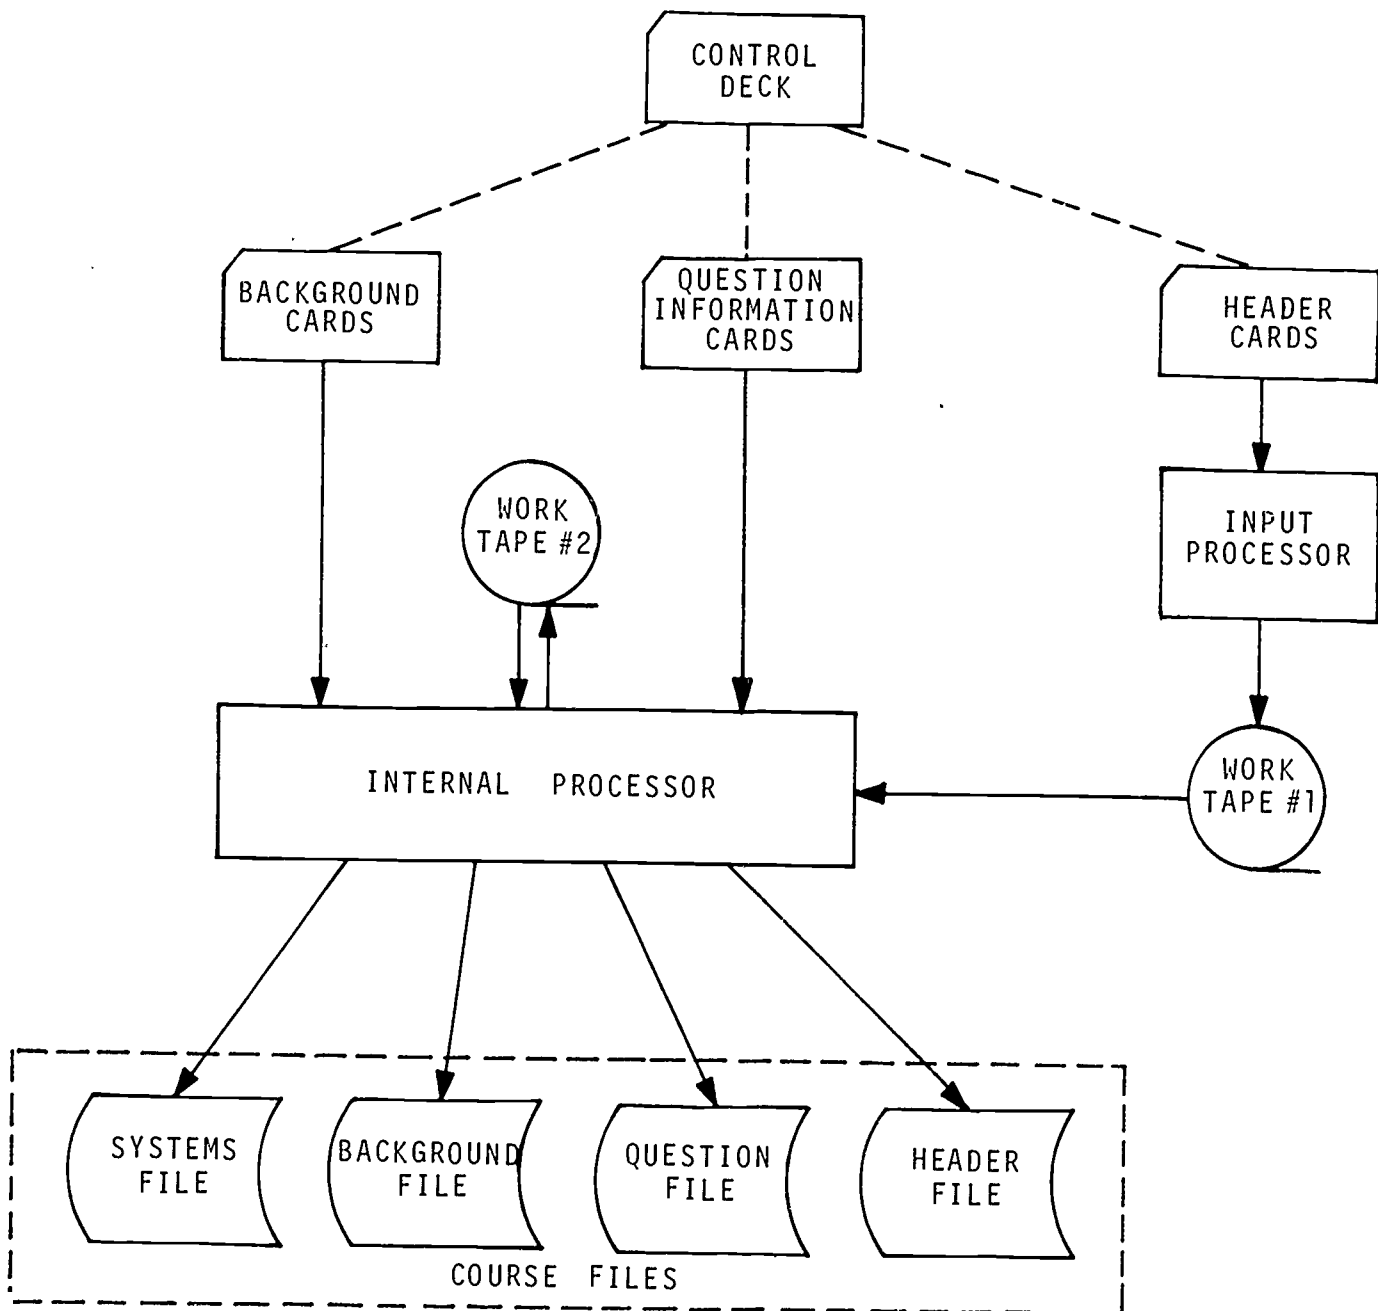 CONTROL
DECK
BACKGROUND
CARDS
QUESTION
INFORMATION
CARDS
HEADER
CARDS
WORK
TAPE #2
INPUT
PROCESSOR
INTERNAL PROCESSOR
WORK
TAPE #1
SYSTEMS
FILE
BACKGROUND
FILE
QUESTION
FILE
HEADER
FILE
COURSE FILES